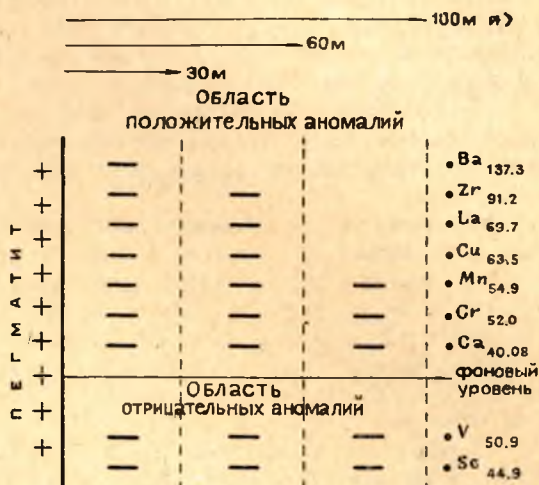 100м и >
60м
30м
Область
положительных аномалий
ПЕГМАТИТ
Ba 137.3
Zr 91.2
La 69.7
Cu 63,5
Mn 54.9
Cr 52.0
Ca 40.08
фоновый
уровень
Область
отрицательных аномалий
V 50.9
Sc 44.9